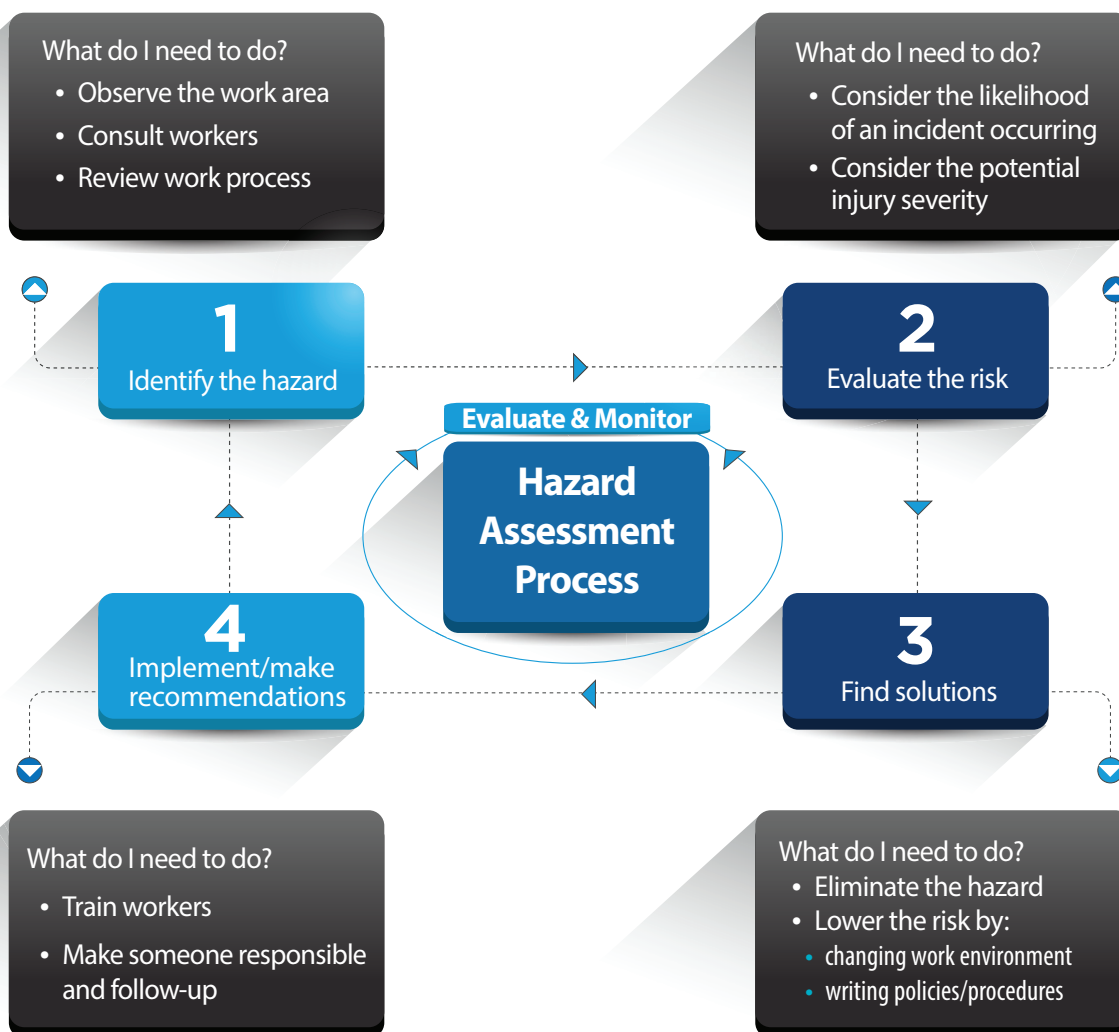 What do I need to do?
• Observe the work area
• Consult workers
• Review work process
What do I need to do?
• Consider the likelihood
of an incident occurring
• Consider the potential
injury severity
1
Identify the hazard
2
Evaluate the risk
Evaluate & Monitor
Hazard
Assessment
Process
4
Implement/make
recommendations
3
Find solutions
What do I need to do?
• Train workers
• Make someone responsible
and follow-up
What do I need to do?
• Eliminate the hazard
• Lower the risk by:
• changing work environment
• writing policies/procedures